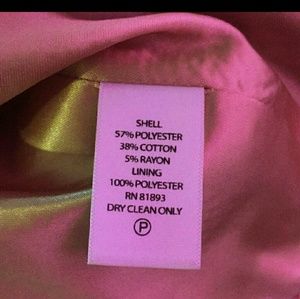 SHELL
57% POLYESTER
38% COTTON
5% RAYON
LINING
100% POLYESTER
RN 81893
DRY CLEAN ONLY
P